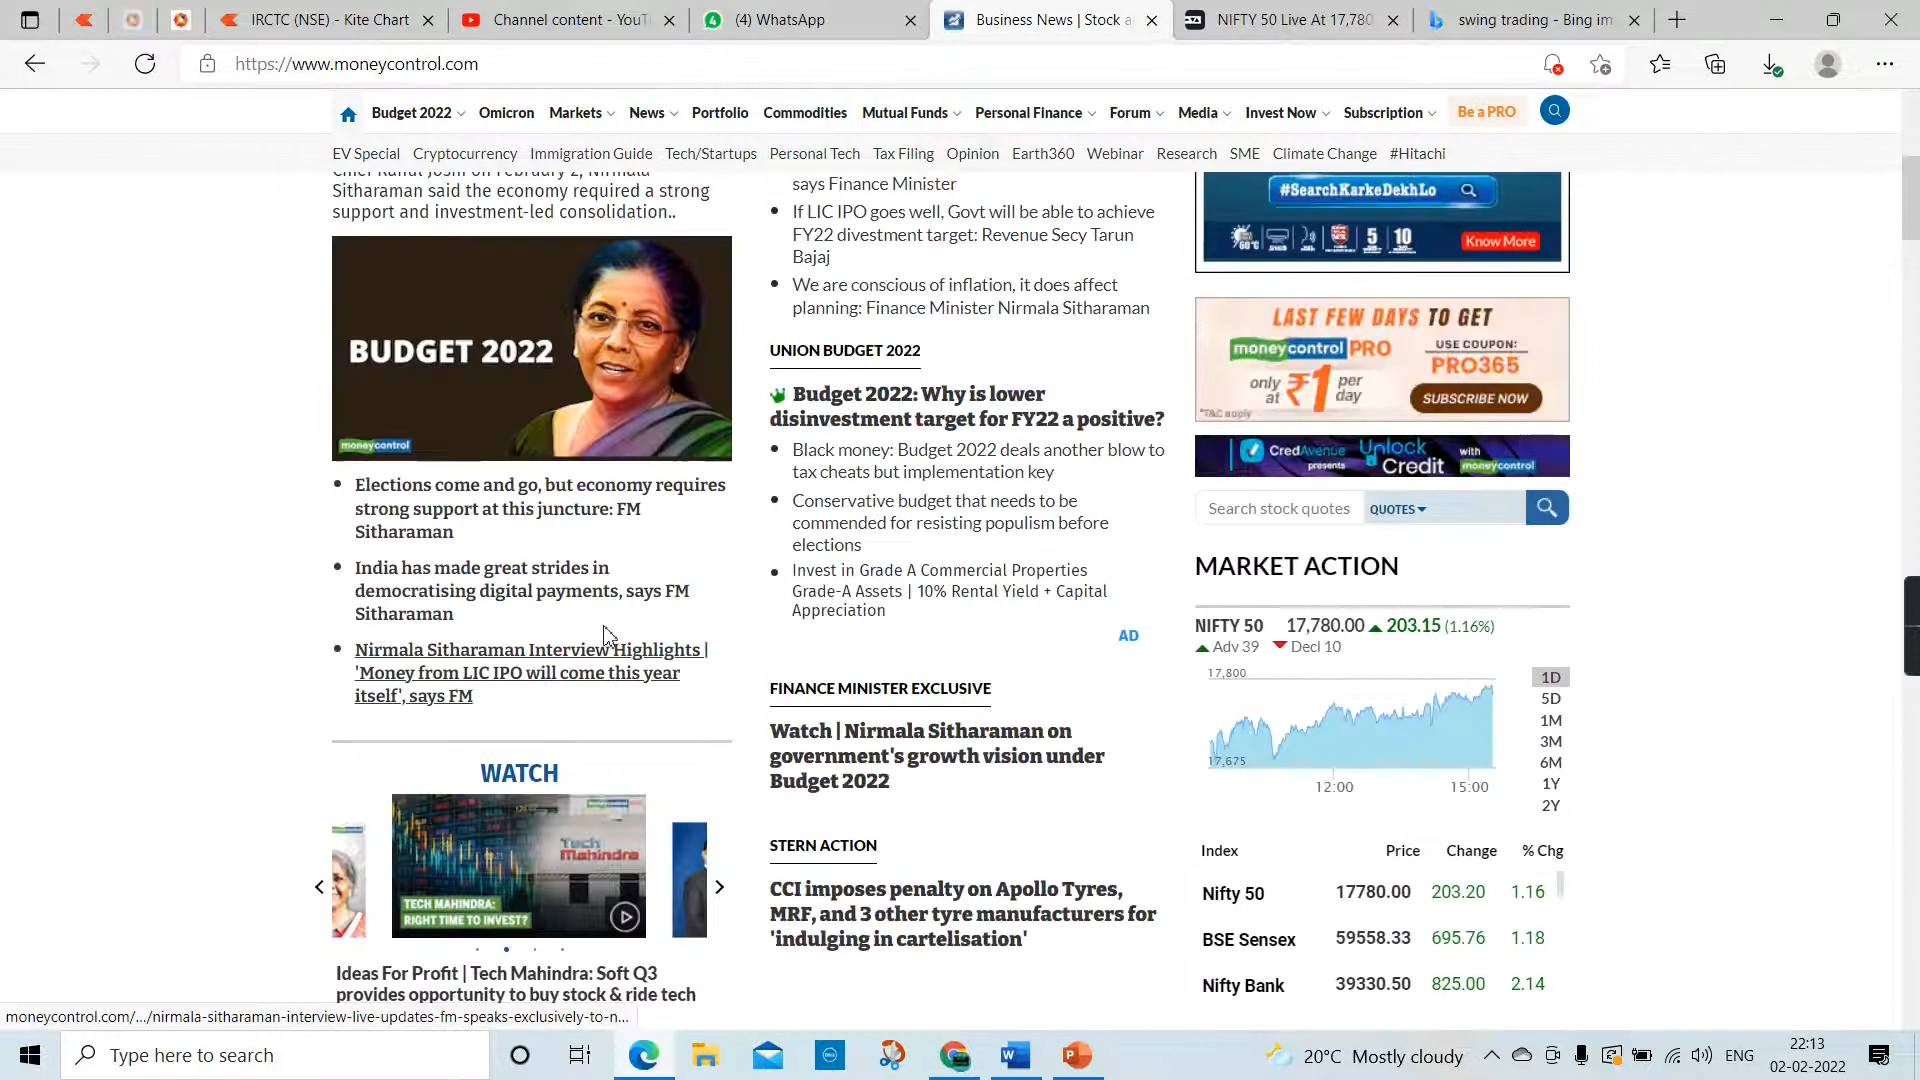 IRCTC (NSE) - Kite Chart
Channel content - YouT
(4) WhatsApp
Business News | Stock a
NIFTY 50 Live At 17,780
swing trading - Bing im
https://www.moneycontrol.com
Budget 2022
Omicron
Markets
News
Portfolio
Commodities
Mutual Funds
Personal Finance
Forum
Media
Invest Now
Subscription
Be a PRO
EV Special
Cryptocurrency
Immigration Guide
Tech/Startups
Personal Tech
Tax Filing
Opinion
Earth360
Webinar
Research
SME
Climate Change
#Hitachi
Chief Rahul Joshi on February 2, Nirmala
Sitharaman said the economy required a strong
support and investment-led consolidation..
BUDGET 2022
moneycontrol
Elections come and go, but economy requires
strong support at this juncture: FM
Sitharaman
India has made great strides in
democratising digital payments, says FM
Sitharaman
Nirmala Sitharaman Interview Highlights |
'Money from LIC IPO will come this year
itself', says FM
WATCH
Tech
Mahindra
TECH MAHINDRA:
RIGHT TIME TO INVEST?
Ideas For Profit | Tech Mahindra: Soft Q3
provides opportunity to buy stock & ride tech
says Finance Minister
If LIC IPO goes well, Govt will be able to achieve
FY22 divestment target: Revenue Secy Tarun
Bajaj
We are conscious of inflation, it does affect
planning: Finance Minister Nirmala Sitharaman
UNION BUDGET 2022
Budget 2022: Why is lower
disinvestment target for FY22 a positive?
Black money: Budget 2022 deals another blow to
tax cheats but implementation key
Conservative budget that needs to be
commended for resisting populism before
elections
Invest in Grade A Commercial Properties
Grade-A Assets | 10% Rental Yield + Capital
Appreciation
AD
FINANCE MINISTER EXCLUSIVE
Watch | Nirmala Sitharaman on
government's growth vision under
Budget 2022
STERN ACTION
CCI imposes penalty on Apollo Tyres,
MRF, and 3 other tyre manufacturers for
'indulging in cartelisation'
#SearchKarkeDekhLo
5 10
Know More
LAST FEW DAYS TO GET
moneycontrol PRO
only at ₹1 per day
USE COUPON:
PRO365
SUBSCRIBE NOW
*T&C apply
CredAvenue presents
Unlock Credit
with moneycontrol
Search stock quotes
QUOTES
MARKET ACTION
NIFTY 50 17,780.00 203.15 (1.16%)
Adv 39 Decl 10
17,800
17,675
12:00 15:00
1D
5D
1M
3M
6M
1Y
2Y
Index Price Change % Chg
Nifty 50 17780.00 203.20 1.16
BSE Sensex 59558.33 695.76 1.18
Nifty Bank 39330.50 825.00 2.14
moneycontrol.com/.../nirmala-sitharaman-interview-live-updates-fm-speaks-exclusively-to-n...
Type here to search
20°C Mostly cloudy
ENG
22:13
02-02-2022